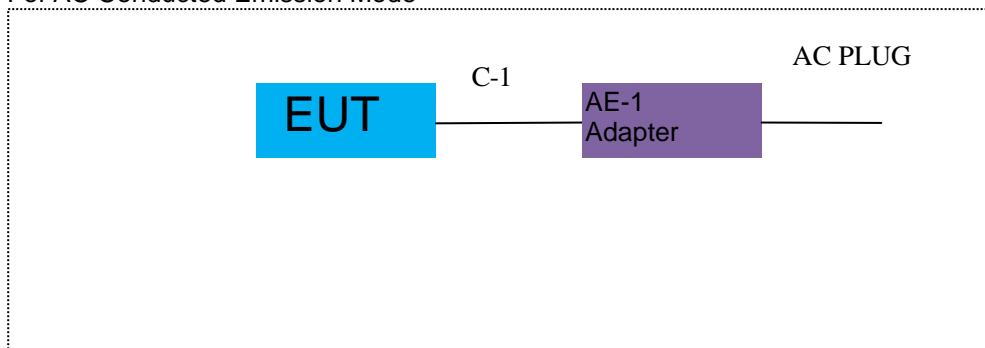 For AC Conducted Emission Mode
C-1
AC PLUG
EUT
AE-1
Adapter